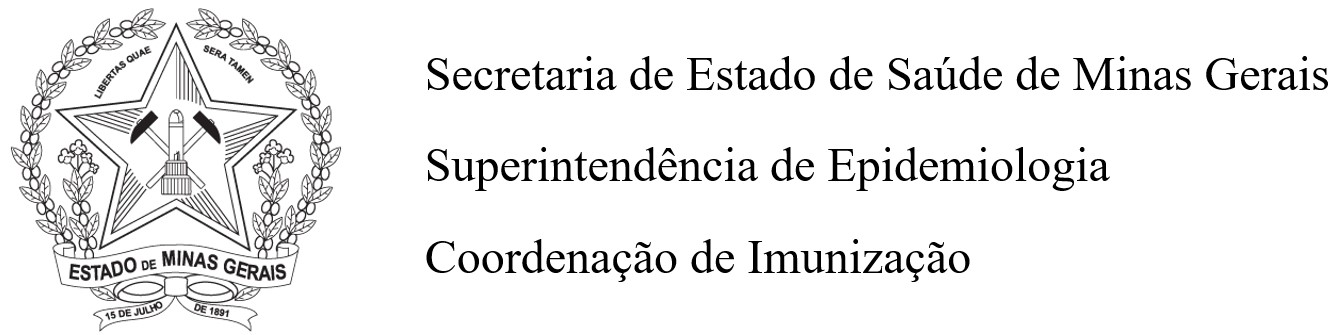 LIBERTAS QUAE SERA TAMEN
ESTADO DE MINAS GERAIS
15 DE JULHO DE 1891
Secretaria de Estado de Saúde de Minas Gerais
Superintendência de Epidemiologia
Coordenação de Imunização